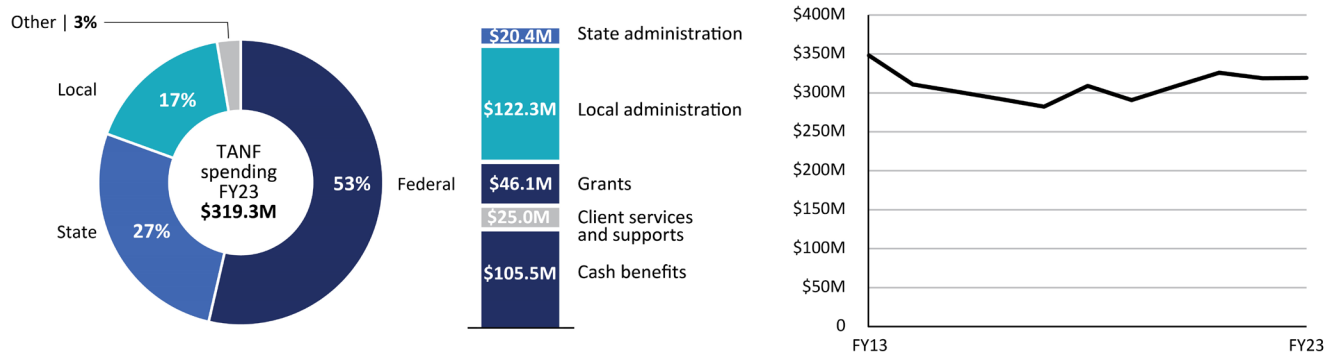 Other | 3%
Local
17%
TANF
spending
FY23
$319.3M
53%
Federal
State
27%
$20.4M
State administration
$122.3M
Local administration
$46.1M
Grants
$25.0M
Client services
and supports
$105.5M
Cash benefits
$400M
$350M
$300M
$250M
$200M
$150M
$100M
$50M
0
FY13
FY23